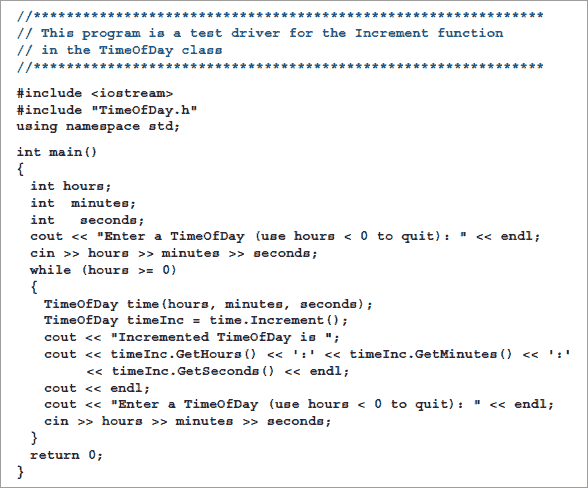 //**************************************************************
// This program is a test driver for the Increment function
// in the TimeOfDay class
//**************************************************************
#include <iostream>
#include "TimeOfDay.h"
using namespace std;
int main()
{
  int hours;
  int  minutes;
  int   seconds;
  cout << "Enter a TimeOfDay (use hours < 0 to quit): " << endl;
  cin >> hours >> minutes >> seconds;
  while (hours >= 0)
  {
    TimeOfDay time(hours, minutes, seconds);
    TimeOfDay timeInc = time.Increment();
    cout << "Incremented TimeOfDay is ";
    cout << timeInc.GetHours() << ':' << timeInc.GetMinutes() << ':'
         << timeInc.GetSeconds() << endl;
    cout << endl;
    cout << "Enter a TimeOfDay (use hours < 0 to quit): " << endl;
    cin >> hours >> minutes >> seconds;
  }
  return 0;
}